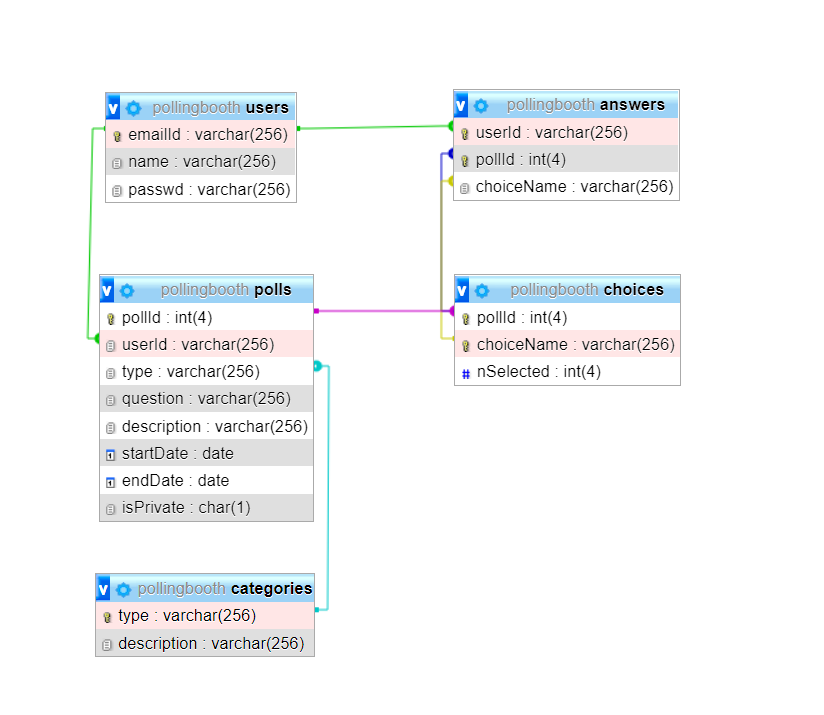 v pollingbooth users
emailId : varchar(256)
name : varchar(256)
passwd : varchar(256)
v pollingbooth answers
userId : varchar(256)
pollId : int(4)
choiceName : varchar(256)
v pollingbooth polls
pollId : int(4)
userId : varchar(256)
type : varchar(256)
question : varchar(256)
description : varchar(256)
startDate : date
endDate : date
isPrivate : char(1)
v pollingbooth choices
pollId : int(4)
choiceName : varchar(256)
# nSelected : int(4)
v pollingbooth categories
type : varchar(256)
description : varchar(256)